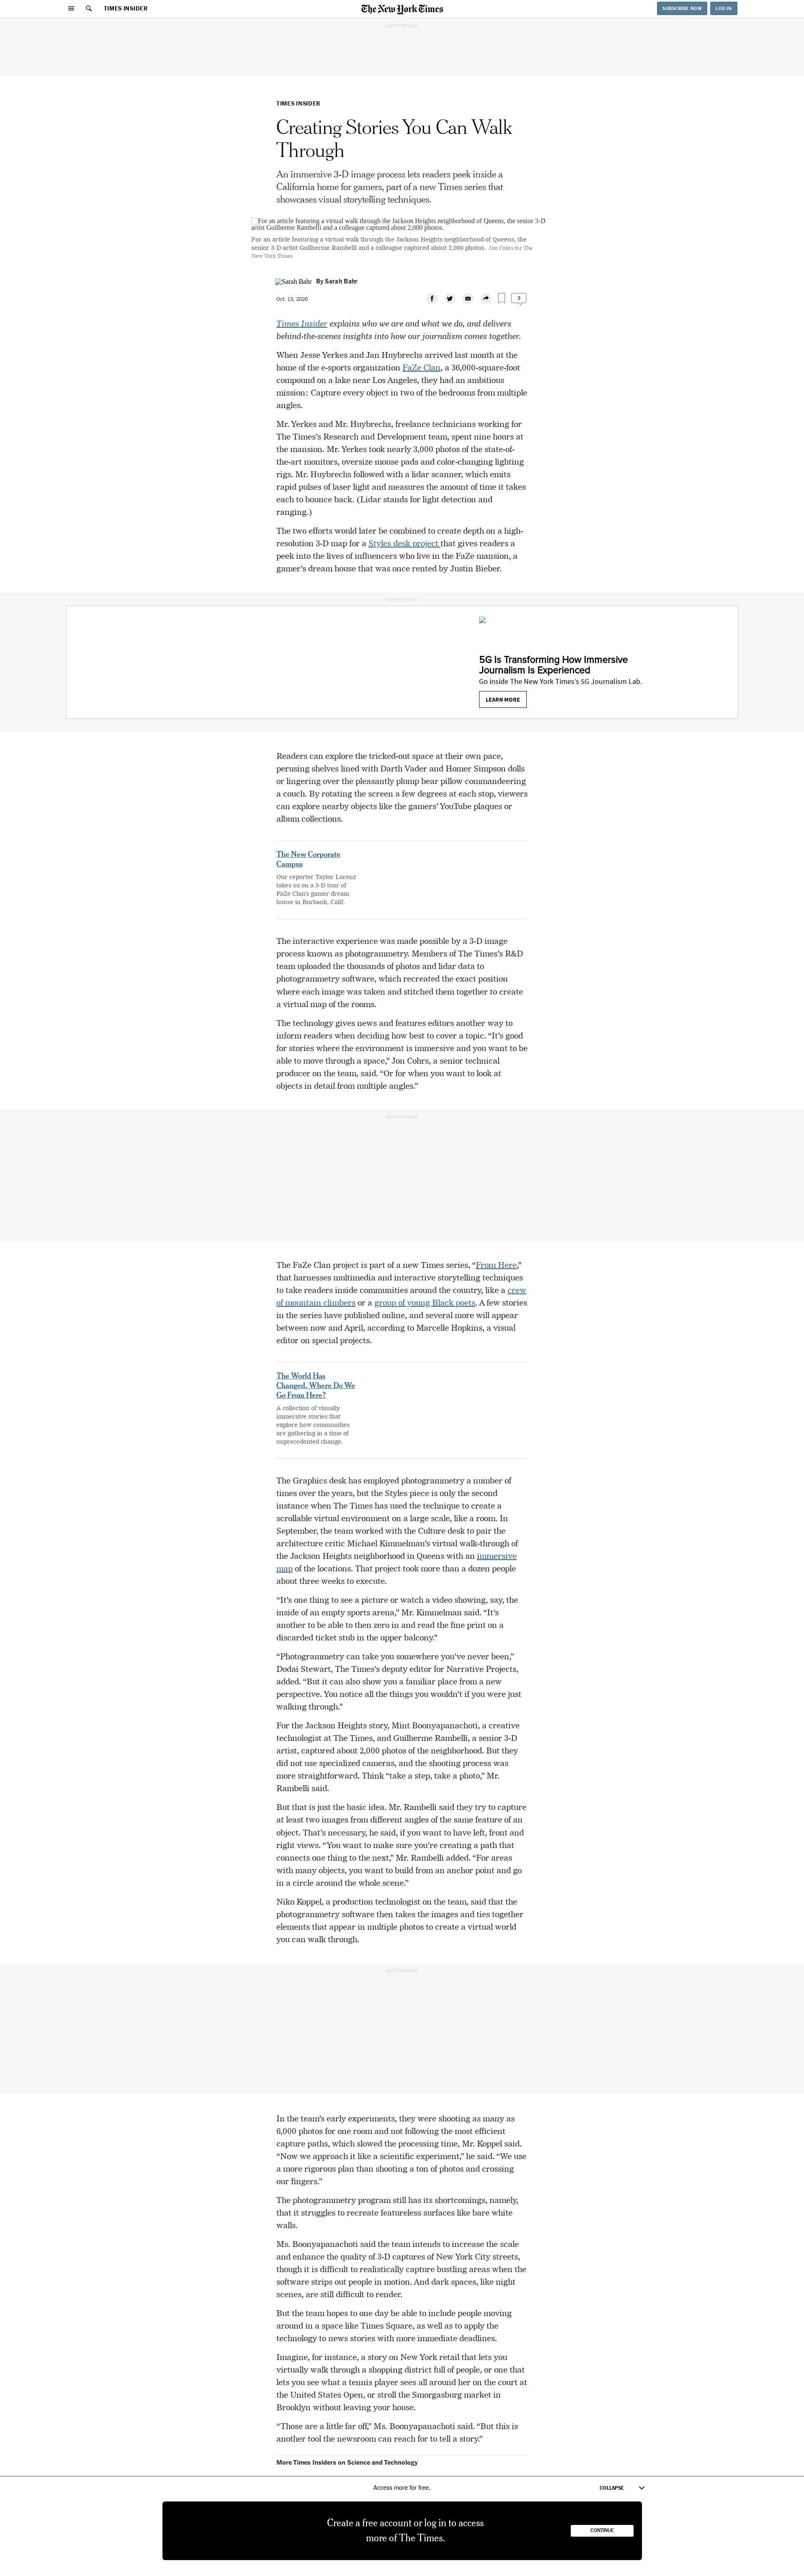 TIMES INSIDER
The New York Times
SUBSCRIBE NOW
LOG IN
ADVERTISEMENT
TIMES INSIDER
Creating Stories You Can Walk
Through
An immersive 3-D image process lets readers peek inside a
California home for gamers, part of a new Times series that
showcases visual storytelling techniques.
For an article featuring a virtual walk through the Jackson Heights neighborhood of Queens, the senior 3-D
artist Guilherme Rambelli and a colleague captured about 2,000 photos.
For an article featuring a virtual walk through the Jackson Heights neighborhood of Queens, the
senior 3-D artist Guilherme Rambelli and a colleague captured about 2,000 photos. Jon Cohrs for The
New York Times
Sarah Bahr
By Sarah Bahr
Oct. 13, 2020
3
Times Insider explains who we are and what we do, and delivers
behind-the-scenes insights into how our journalism comes together.
When Jesse Yerkes and Jan Huybrechs arrived last month at the
home of the e-sports organization FaZe Clan, a 36,000-square-foot
compound on a lake near Los Angeles, they had an ambitious
mission: Capture every object in two of the bedrooms from multiple
angles.
Mr. Yerkes and Mr. Huybrechs, freelance technicians working for
The Times’s Research and Development team, spent nine hours at
the mansion. Mr. Yerkes took nearly 3,000 photos of the state-of-
the-art monitors, oversize mouse pads and color-changing lighting
rigs. Mr. Huybrechs followed with a lidar scanner, which emits
rapid pulses of laser light and measures the amount of time it takes
each to bounce back. (Lidar stands for light detection and
ranging.)
The two efforts would later be combined to create depth on a high-
resolution 3-D map for a Styles desk project that gives readers a
peek into the lives of influencers who live in the FaZe mansion, a
gamer’s dream house that was once rented by Justin Bieber.
ADVERTISEMENT
5G Is Transforming How Immersive
Journalism Is Experienced
Go inside The New York Times’s 5G Journalism Lab.
LEARN MORE
Readers can explore the tricked-out space at their own pace,
perusing shelves lined with Darth Vader and Homer Simpson dolls
or lingering over the pleasantly plump bear pillow commandeering
a couch. By rotating the screen a few degrees at each stop, viewers
can explore nearby objects like the gamers’ YouTube plaques or
album collections.
The New Corporate
Campus
Our reporter Taylor Lorenz
takes us on a 3-D tour of
FaZe Clan’s gamer dream
house in Burbank, Calif.
The interactive experience was made possible by a 3-D image
process known as photogrammetry. Members of The Times’s R&D
team uploaded the thousands of photos and lidar data to
photogrammetry software, which recreated the exact position
where each image was taken and stitched them together to create
a virtual map of the rooms.
The technology gives news and features editors another way to
inform readers when deciding how best to cover a topic. “It’s good
for stories where the environment is immersive and you want to be
able to move through a space,” Jon Cohrs, a senior technical
producer on the team, said. “Or for when you want to look at
objects in detail from multiple angles.”
ADVERTISEMENT
The FaZe Clan project is part of a new Times series, “From Here,”
that harnesses multimedia and interactive storytelling techniques
to take readers inside communities around the country, like a crew
of mountain climbers or a group of young Black poets. A few stories
in the series have published online, and several more will appear
between now and April, according to Marcelle Hopkins, a visual
editor on special projects.
The World Has
Changed. Where Do We
Go From Here?
A collection of visually
immersive stories that
explore how communities
are gathering in a time of
unprecedented change.
The Graphics desk has employed photogrammetry a number of
times over the years, but the Styles piece is only the second
instance when The Times has used the technique to create a
scrollable virtual environment on a large scale, like a room. In
September, the team worked with the Culture desk to pair the
architecture critic Michael Kimmelman’s virtual walk-through of
the Jackson Heights neighborhood in Queens with an immersive
map of the locations. That project took more than a dozen people
about three weeks to execute.
“It’s one thing to see a picture or watch a video showing, say, the
inside of an empty sports arena,” Mr. Kimmelman said. “It’s
another to be able to then zero in and read the fine print on a
discarded ticket stub in the upper balcony.”
“Photogrammetry can take you somewhere you’ve never been,”
Dodai Stewart, The Times’s deputy editor for Narrative Projects,
added. “But it can also show you a familiar place from a new
perspective. You notice all the things you wouldn’t if you were just
walking through.”
For the Jackson Heights story, Mint Boonyapanachoti, a creative
technologist at The Times, and Guilherme Rambelli, a senior 3-D
artist, captured about 2,000 photos of the neighborhood. But they
did not use specialized cameras, and the shooting process was
more straightforward. Think “take a step, take a photo,” Mr.
Rambelli said.
But that is just the basic idea. Mr. Rambelli said they try to capture
at least two images from different angles of the same feature of an
object. That’s necessary, he said, if you want to have left, front and
right views. “You want to make sure you’re creating a path that
connects one thing to the next,” Mr. Rambelli added. “For areas
with many objects, you want to build from an anchor point and go
in a circle around the whole scene.”
Niko Koppel, a production technologist on the team, said that the
photogrammetry software then takes the images and ties together
elements that appear in multiple photos to create a virtual world
you can walk through.
ADVERTISEMENT
In the team’s early experiments, they were shooting as many as
6,000 photos for one room and not following the most efficient
capture paths, which slowed the processing time, Mr. Koppel said.
“Now we approach it like a scientific experiment,” he said. “We use
a more rigorous plan than shooting a ton of photos and crossing
our fingers.”
The photogrammetry program still has its shortcomings, namely,
that it struggles to recreate featureless surfaces like bare white
walls.
Ms. Boonyapanachoti said the team intends to increase the scale
and enhance the quality of 3-D captures of New York City streets,
though it is difficult to realistically capture bustling areas when the
software strips out people in motion. And dark spaces, like night
scenes, are still difficult to render.
But the team hopes to one day be able to include people moving
around in a space like Times Square, as well as to apply the
technology to news stories with more immediate deadlines.
Imagine, for instance, a story on New York retail that lets you
virtually walk through a shopping district full of people, or one that
lets you see what a tennis player sees all around her on the court at
the United States Open, or stroll the Smorgasburg market in
Brooklyn without leaving your house.
“Those are a little far off,” Ms. Boonyapanachoti said. “But this is
another tool the newsroom can reach for to tell a story.”
More Times Insiders on Science and Technology
Access more for free.
COLLAPSE
Create a free account or log in to access
more of The Times.
CONTINUE